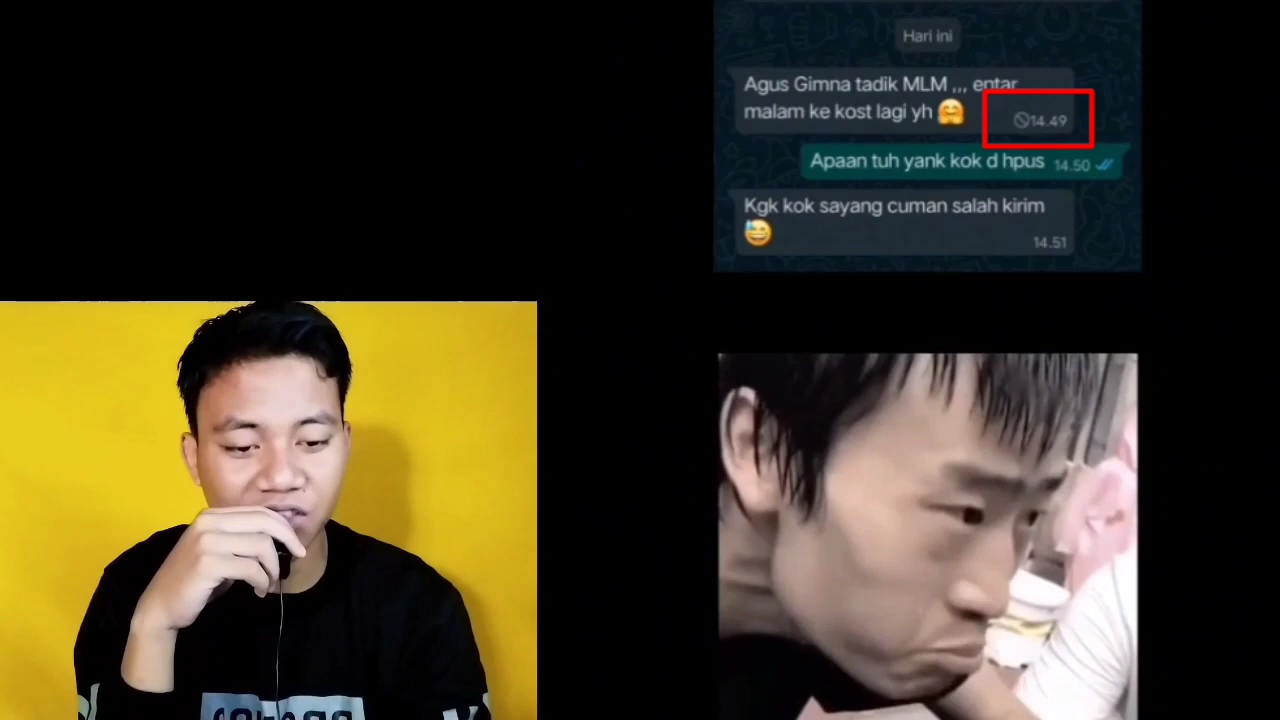 Hari ini
Agus Gimna tadik MLM ,,, entar
malam ke kost lagi yh 🤗
14.49
Apaan tuh yank kok d hpus 14.50
Kgk kok sayang cuman salah kirim
😅
14.51